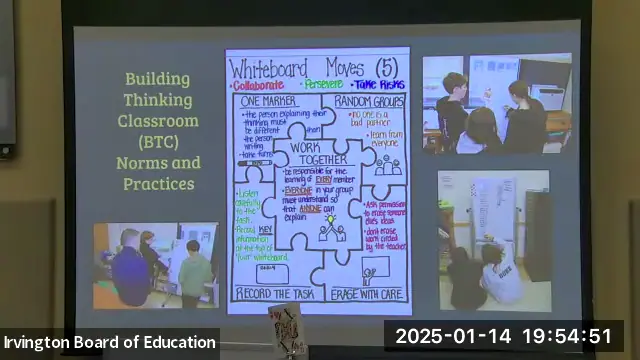 Building
Thinking
Classroom
(BTC)
Norms and
Practices
Whiteboard Moves (5)
• Collaborate • Persevere • Take Risks
ONE MARKER
• the person explaining their
thinking must
be different than
the person
writing
• take turns
RANDOM GROUPS
• no one is a
bad partner
• learn from
everyone
WORK
TOGETHER
• be responsible for the
learning of EVERY member
• EVERYONE in your group
must understand so
that ANYONE can
explain
• Listen
carefully
to the
task.
• Record KEY
information
at the top of
your whiteboard.
RECORD THE TASK
• Ask permission
to erase someone
else's ideas
• don't erase
work circled
by the teacher
ERASE WITH CARE
Irvington Board of Education
2025-01-14 19:54:51